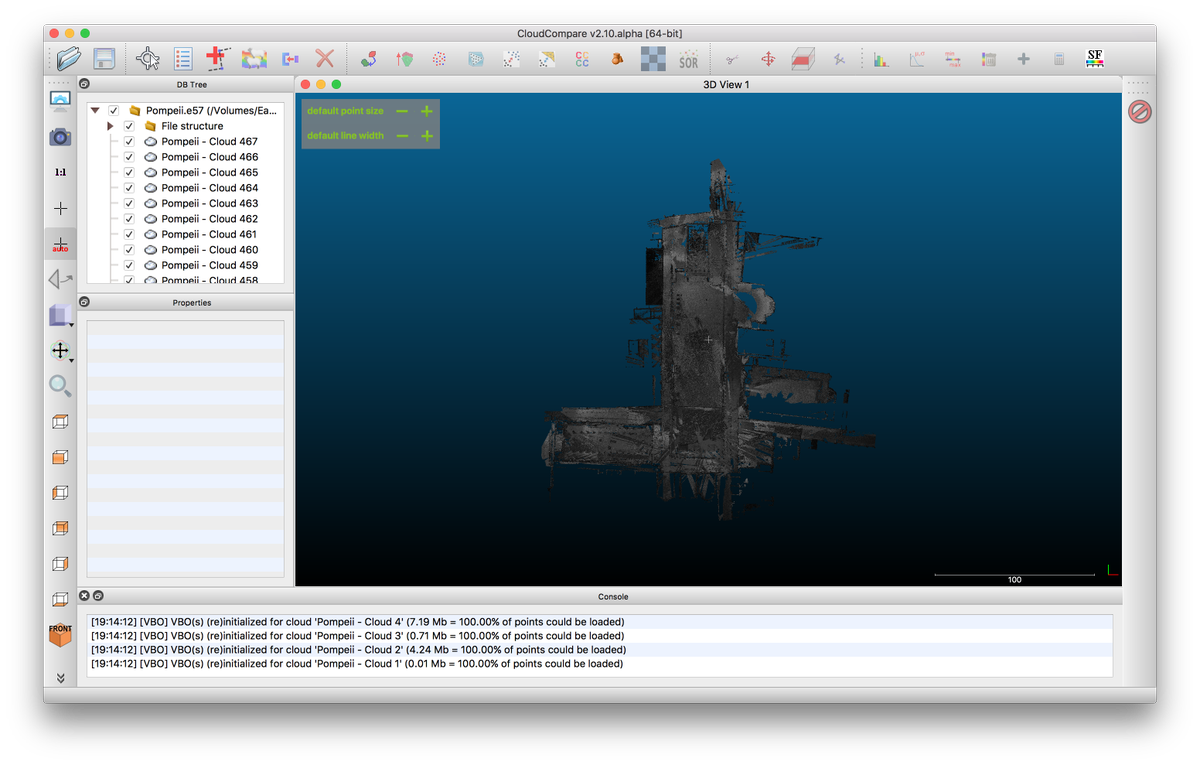 CloudCompare v2.10.alpha [64-bit]
CC
CC
CC
SOR
SF
DB Tree
3D View 1
Pompeii.e57 (/Volumes/Ea...
File structure
Pompeii - Cloud 467
Pompeii - Cloud 466
Pompeii - Cloud 465
Pompeii - Cloud 464
Pompeii - Cloud 463
Pompeii - Cloud 462
Pompeii - Cloud 461
Pompeii - Cloud 460
Pompeii - Cloud 459
Pompeii - Cloud 458
default point size
default line width
1:1
auto
Properties
100
FRONT
Console
[19:14:12] [VBO] VBO(s) (re)initialized for cloud 'Pompeii - Cloud 4' (7.19 Mb = 100.00% of points could be loaded)
[19:14:12] [VBO] VBO(s) (re)initialized for cloud 'Pompeii - Cloud 3' (0.71 Mb = 100.00% of points could be loaded)
[19:14:12] [VBO] VBO(s) (re)initialized for cloud 'Pompeii - Cloud 2' (4.24 Mb = 100.00% of points could be loaded)
[19:14:12] [VBO] VBO(s) (re)initialized for cloud 'Pompeii - Cloud 1' (0.01 Mb = 100.00% of points could be loaded)